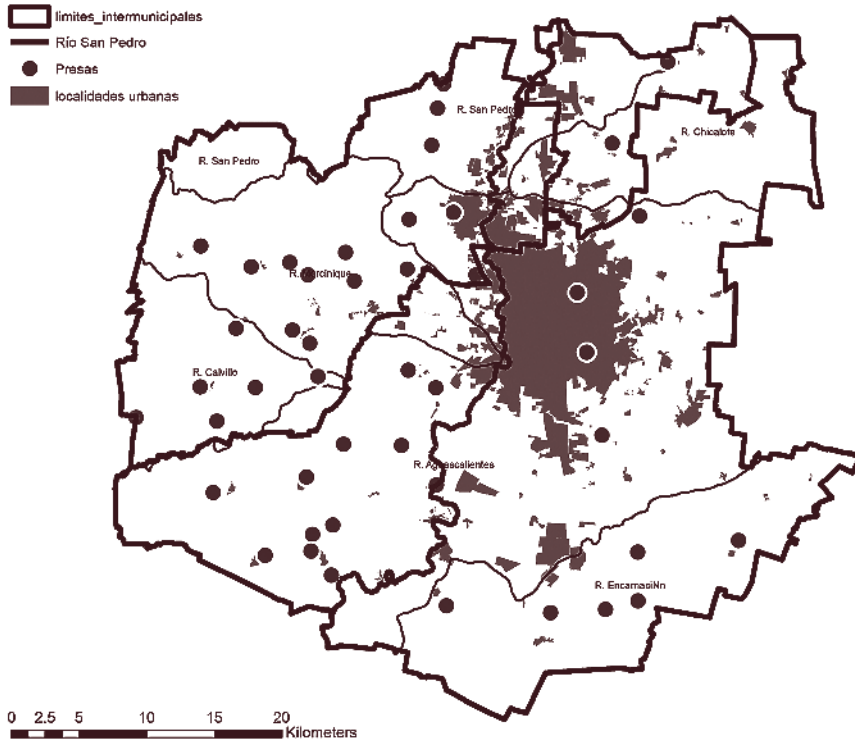 limites_intermunicipales
Río San Pedro
Presas
localidades urbanas
R. San Pedro
R. Chicalote
R. San Pedro
R. Calvillo
R. Aguascalientes
R. EncarnaciNn
0 2.5 5 10 15 20
Kilometers